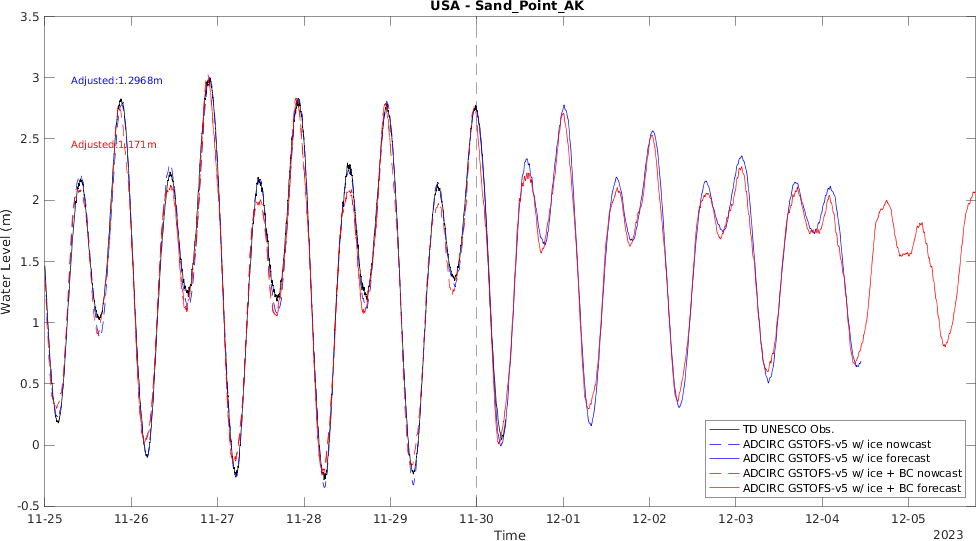 USA - Sand_Point_AK
3.5
3
2.5
2
1.5
1
0.5
0
-0.5
Water Level (m)
Adjusted:1.2968m
Adjusted:1.171m
TD UNESCO Obs.
ADCIRC GSTOFS-v5 w/ ice nowcast
ADCIRC GSTOFS-v5 w/ ice forecast
ADCIRC GSTOFS-v5 w/ ice + BC nowcast
ADCIRC GSTOFS-v5 w/ ice + BC forecast
11-25 11-26 11-27 11-28 11-29 11-30 12-01 12-02 12-03 12-04 12-05
Time
2023